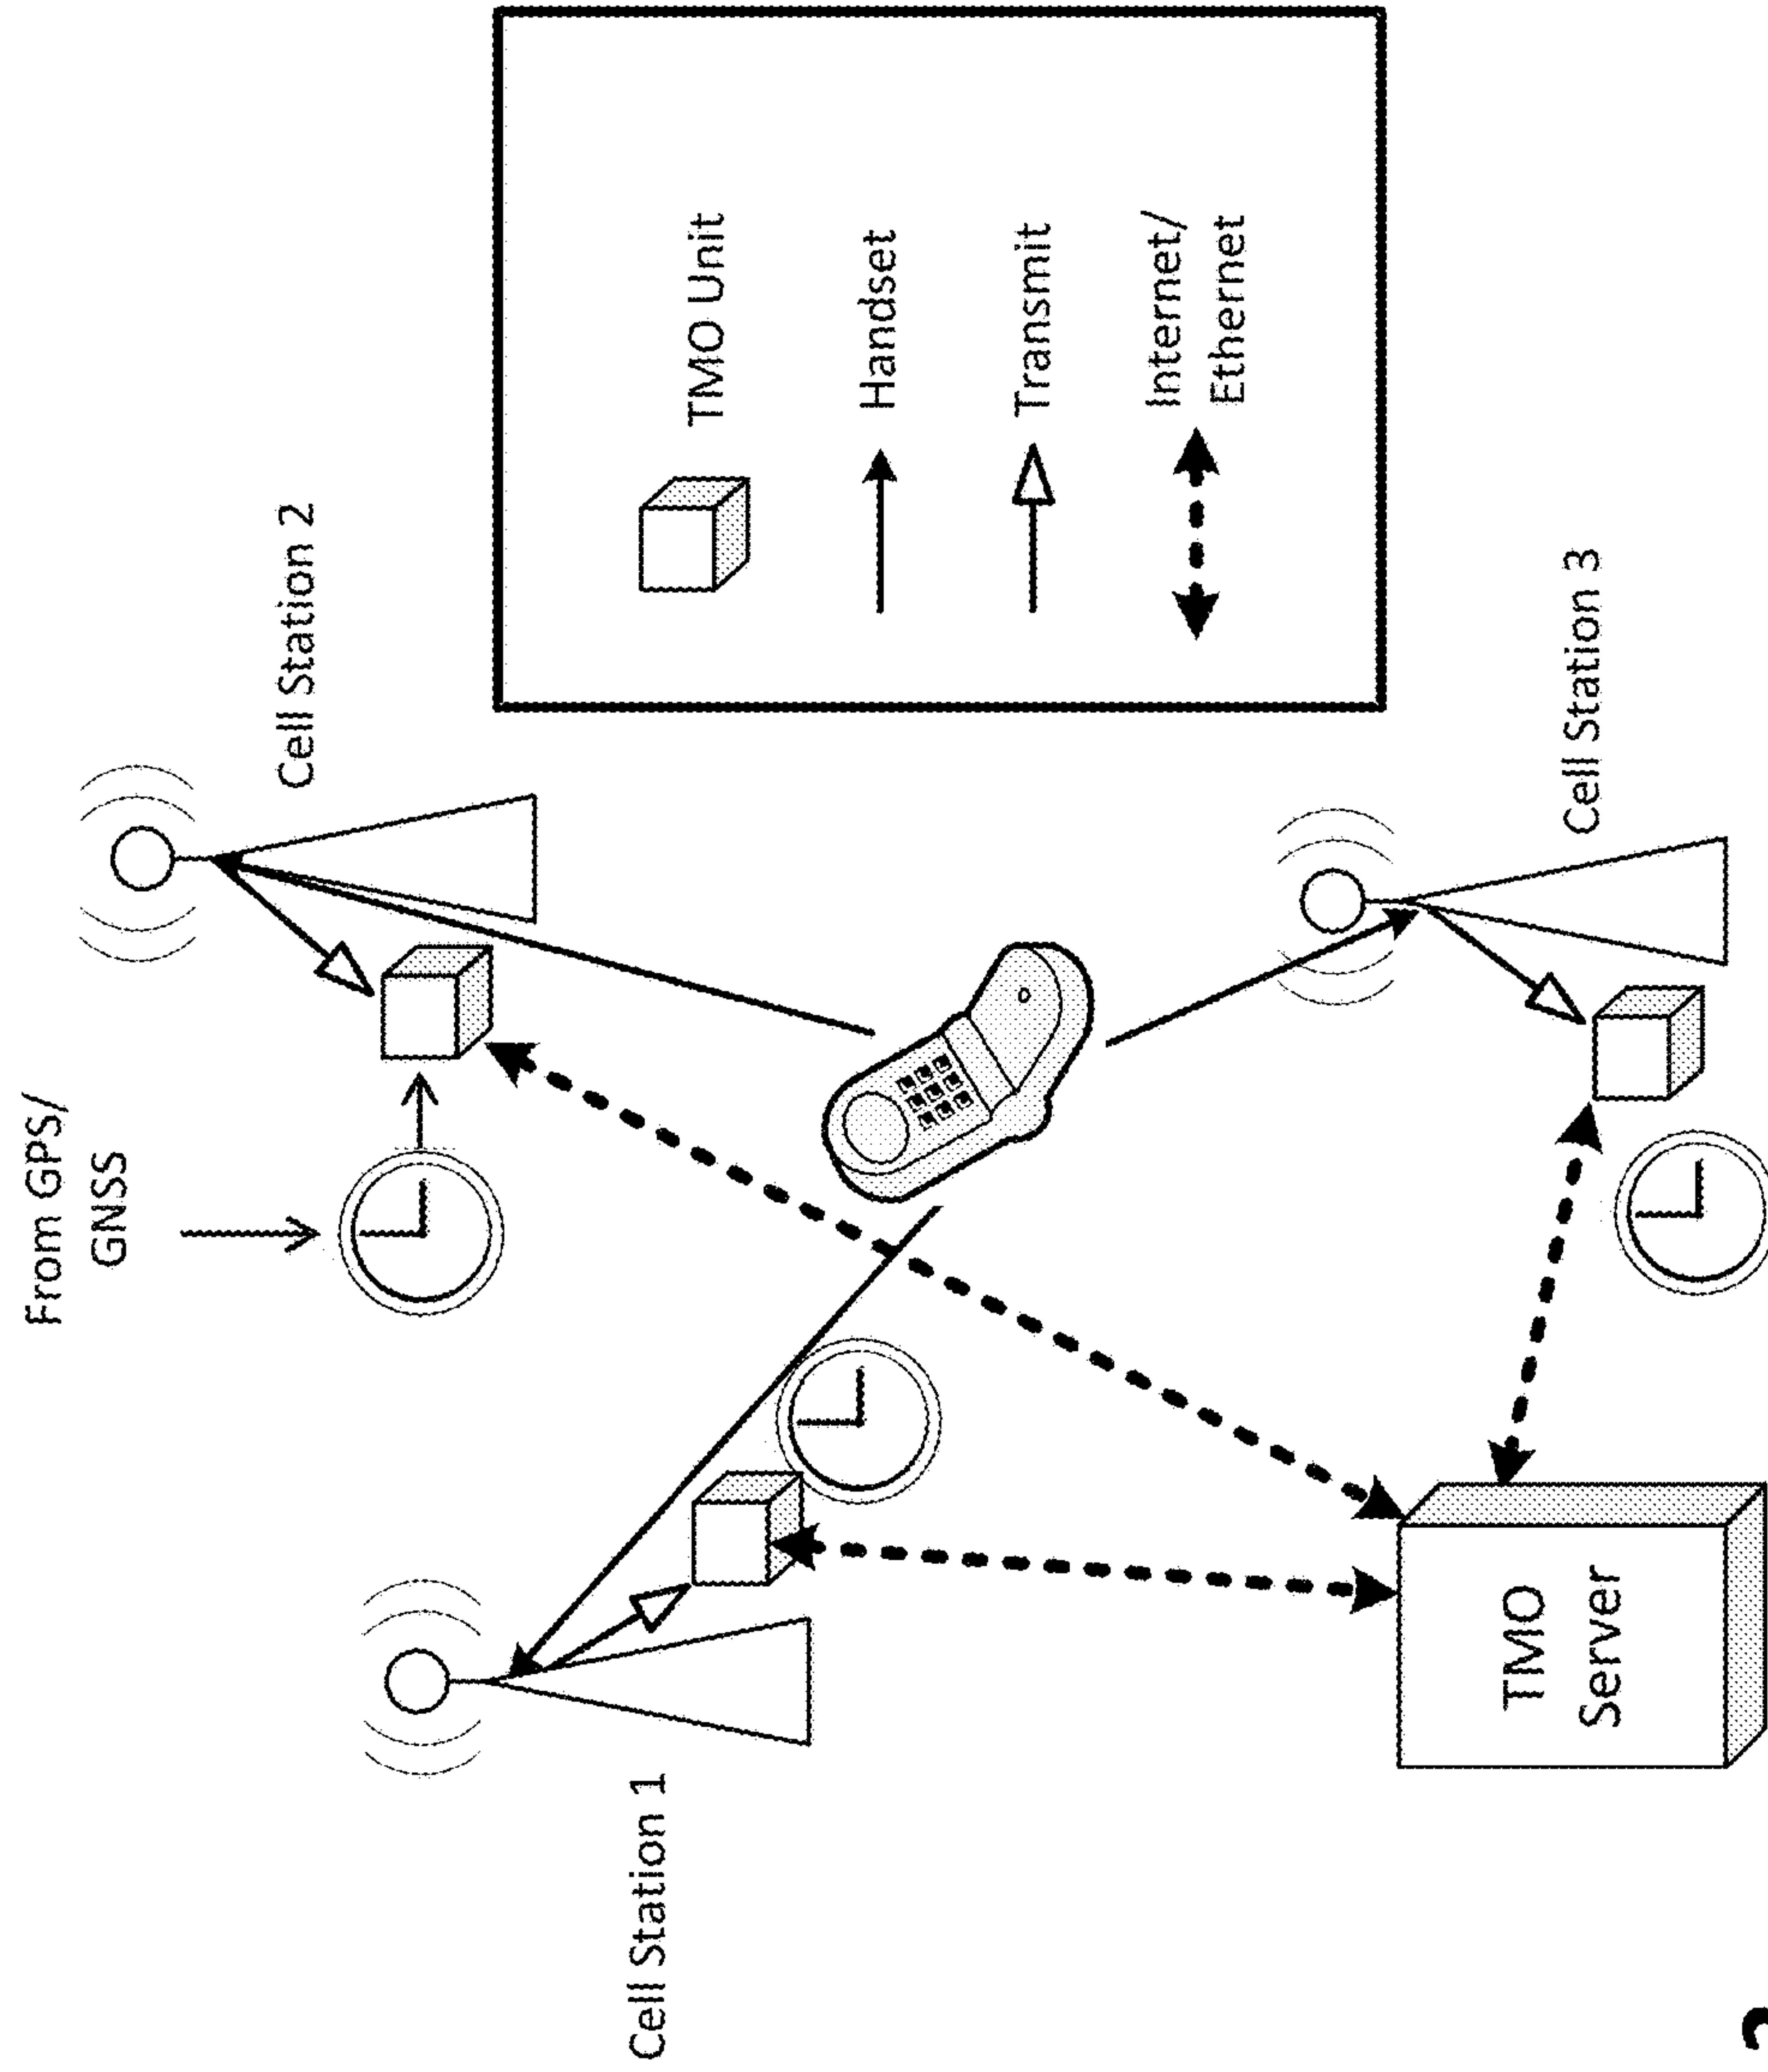 From GPS/
GNSS
Cell Station 2
Cell Station 1
TMO Unit
Handset
Transmit
Internet/
Ethernet
TMO
Server
Cell Station 3